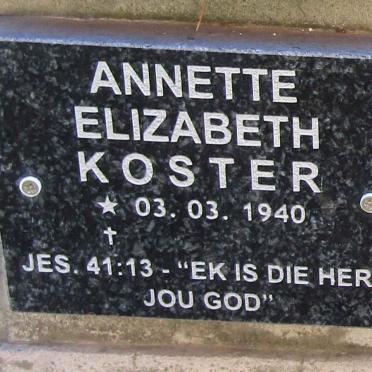 ANNETTE
ELIZABETH
KOSTER
★ 03. 03. 1940
✝
JES. 41:13 - "EK IS DIE HER
JOU GOD"